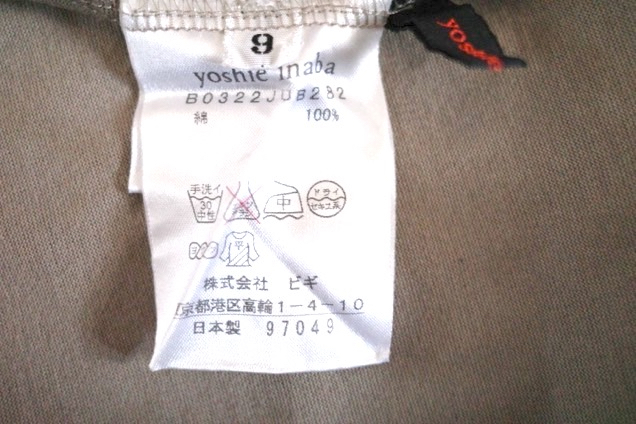 9
yoshie inaba
B0322JUB282
綿 100%
手洗イ
30
中性
中
ドライ
セキユ系
平
株式会社 ビギ
京都港区高輪1-4-10
日本製 97049
yoshie